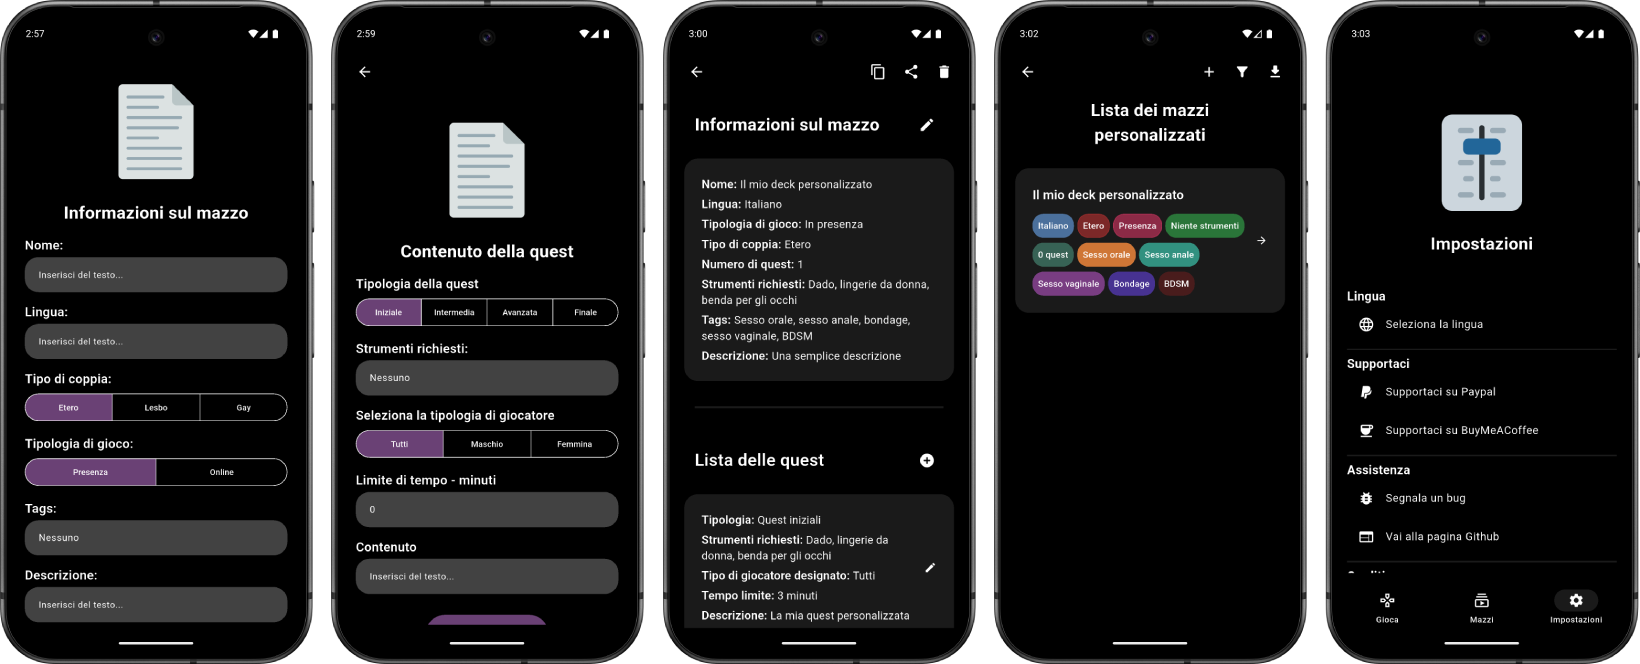 2:57
Informazioni sul mazzo
Nome:
Inserisci del testo...
Lingua:
Inserisci del testo...
Tipo di coppia:
Etero Lesbo Gay
Tipologia di gioco:
Presenza Online
Tags:
Nessuno
Descrizione:
Inserisci del testo...
2:59
Contenuto della quest
Tipologia della quest
Iniziale Intermedia Avanzata Finale
Strumenti richiesti:
Nessuno
Seleziona la tipologia di giocatore
Tutti Maschio Femmina
Limite di tempo - minuti
0
Contenuto
Inserisci del testo...
3:00
Informazioni sul mazzo
Nome: Il mio deck personalizzato
Lingua: Italiano
Tipologia di gioco: In presenza
Tipo di coppia: Etero
Numero di quest: 1
Strumenti richiesti: Dado, lingerie da donna,
benda per gli occhi
Tags: Sesso orale, sesso anale, bondage,
sesso vaginale, BDSM
Descrizione: Una semplice descrizione
Lista delle quest
Tipologia: Quest iniziali
Strumenti richiesti: Dado, lingerie da
donna, benda per gli occhi
Tipo di giocatore designato: Tutti
Tempo limite: 3 minuti
Descrizione: La mia quest personalizzata
3:02
Lista dei mazzi
personalizzati
Il mio deck personalizzato
Italiano Etero Presenza Niente strumenti
0 quest Sesso orale Sesso anale
Sesso vaginale Bondage BDSM
3:03
Impostazioni
Lingua
Seleziona la lingua
Supportaci
Supportaci su Paypal
Supportaci su BuyMeACoffee
Assistenza
Segnala un bug
Vai alla pagina Github
Gioca Mazzi Impostazioni